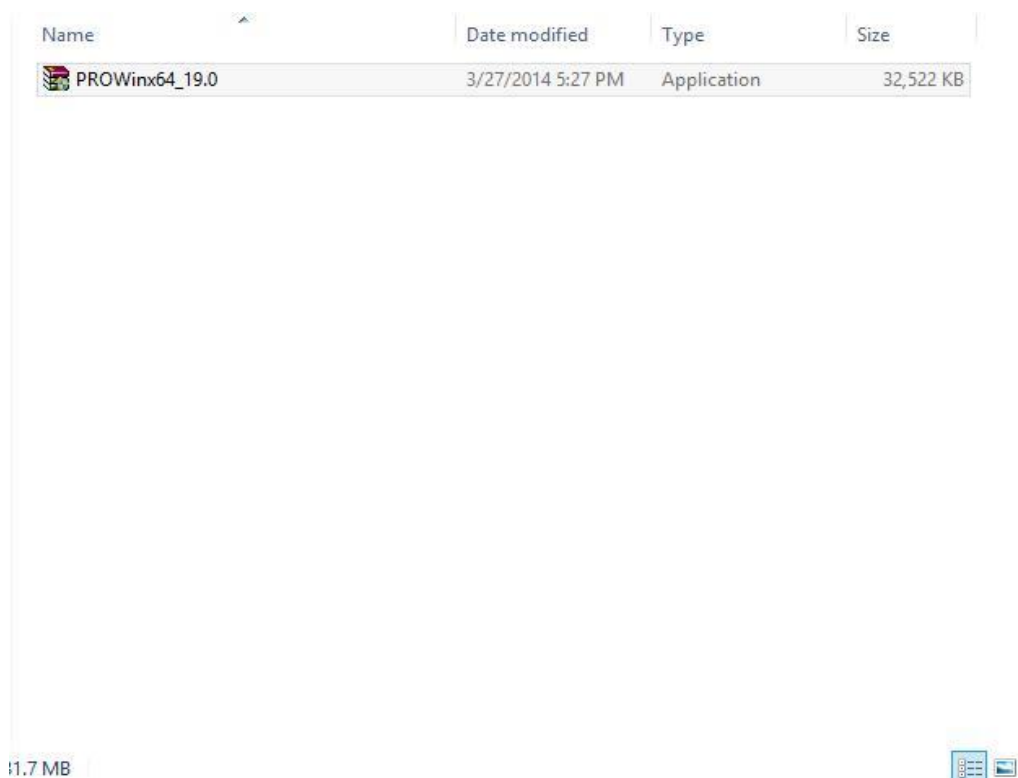 Name Date modified Type Size
PROWinx64_19.0 3/27/2014 5:27 PM Application 32,522 KB
31.7 MB